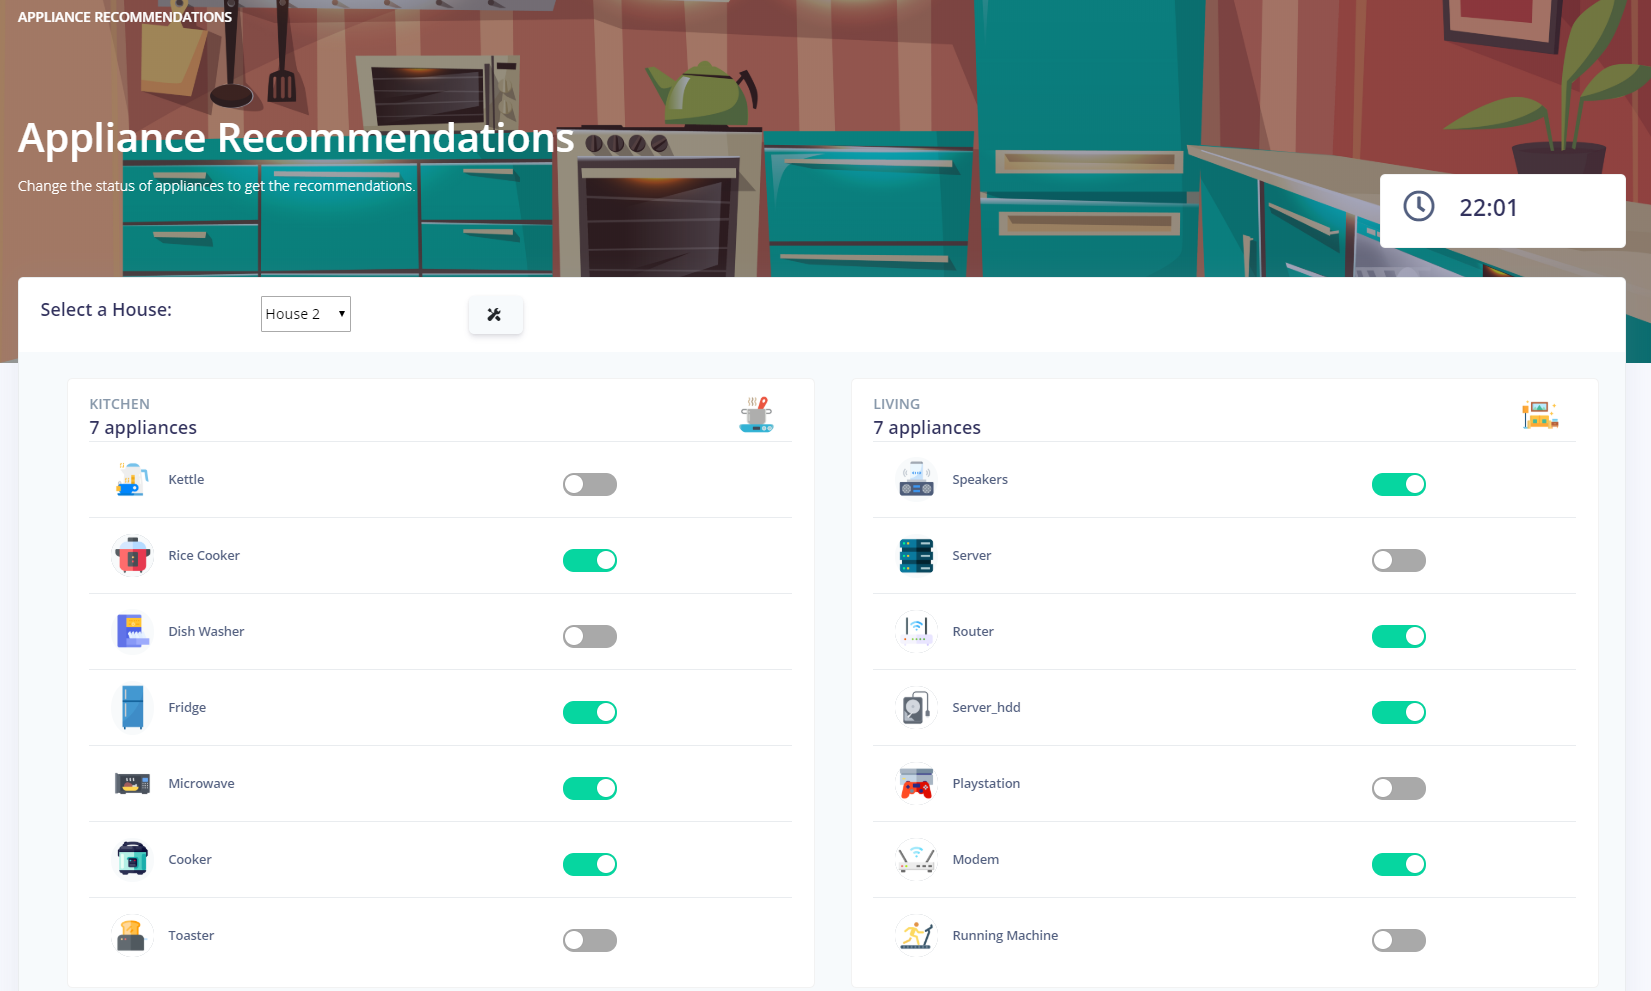 APPLIANCE RECOMMENDATIONS
Appliance Recommendations
Change the status of appliances to get the recommendations.
22:01
Select a House:
House 2
KITCHEN
7 appliances
Kettle
Rice Cooker
Dish Washer
Fridge
Microwave
Cooker
Toaster
LIVING
7 appliances
Speakers
Server
Router
Server_hdd
Playstation
Modem
Running Machine